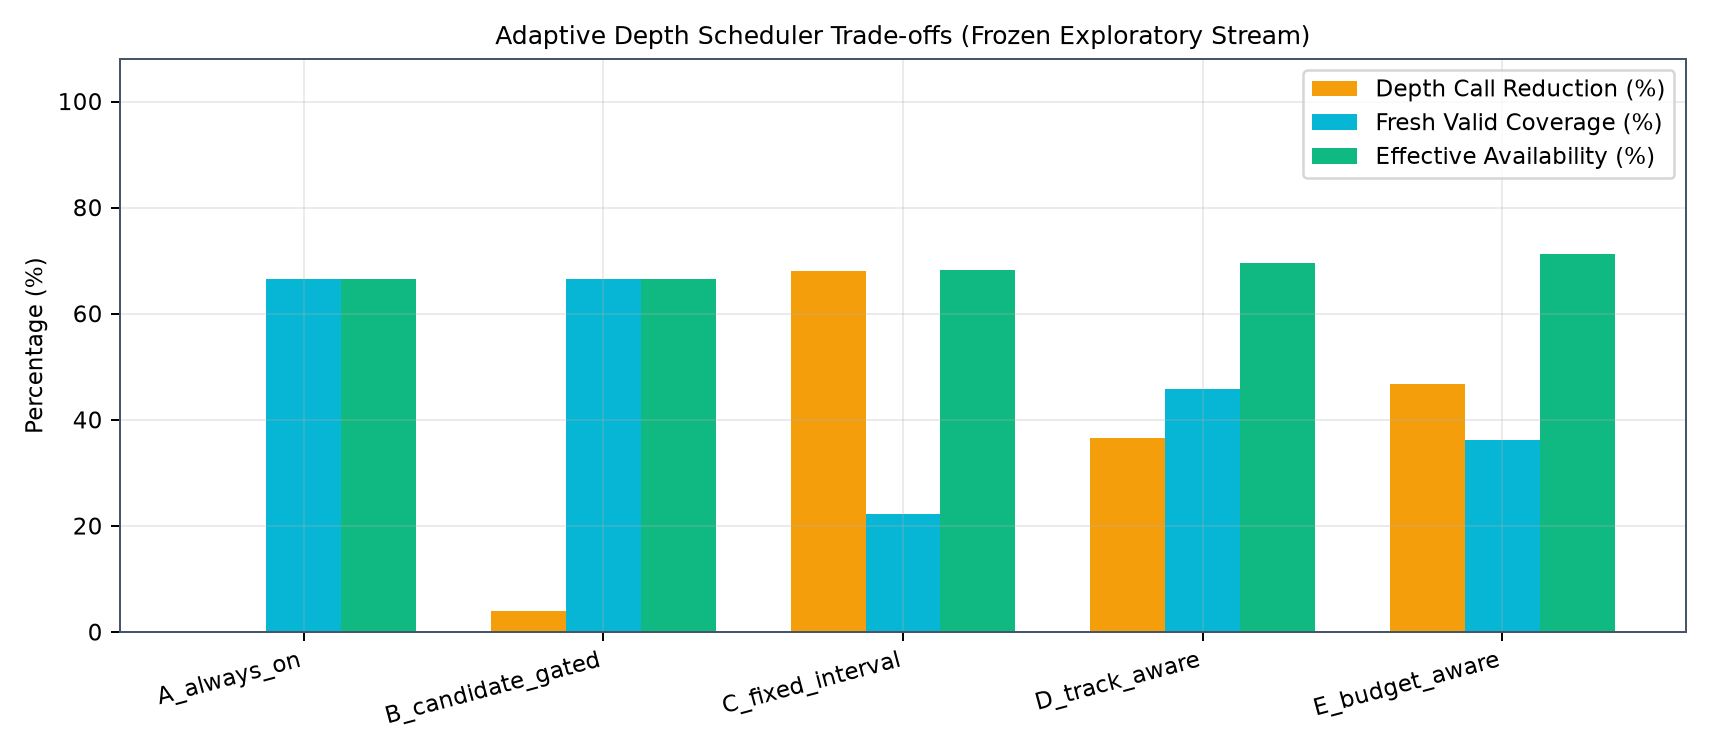 Adaptive Depth Scheduler Trade-offs (Frozen Exploratory Stream)
Depth Call Reduction (%)
Fresh Valid Coverage (%)
Effective Availability (%)
Percentage (%)
100
80
60
40
20
0
A_always_on
B_candidate_gated
C_fixed_interval
D_track_aware
E_budget_aware